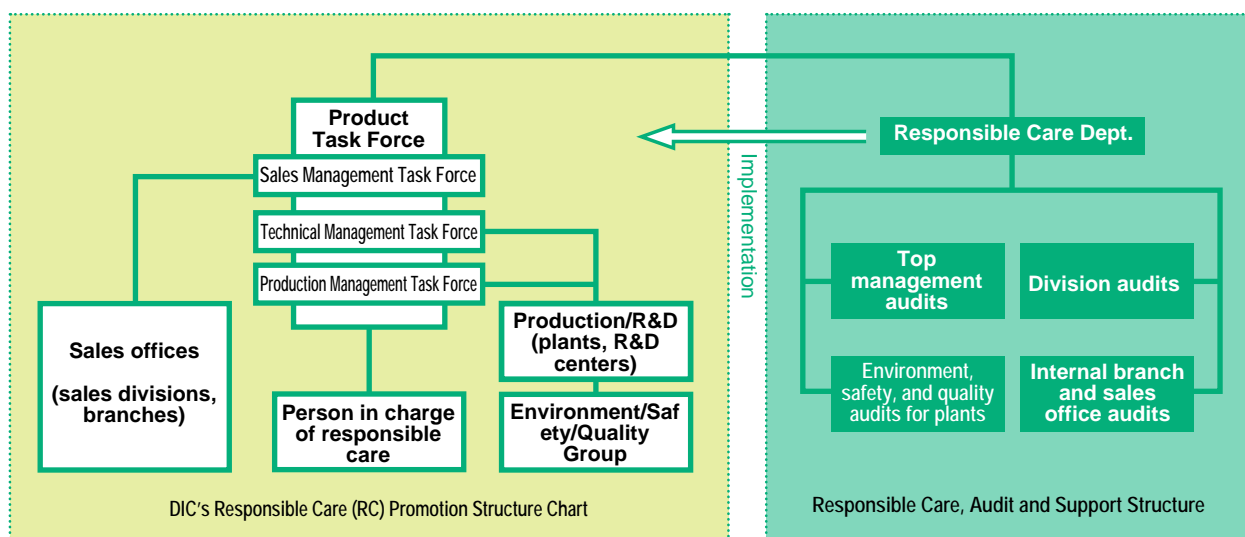 Product
Task Force
Sales Management Task Force
Technical Management Task Force
Production Management Task Force
Sales offices
(sales divisions,
branches)
Person in charge
of responsible
care
Production/R&D
(plants, R&D
centers)
Environment/Saf
ety/Quality
Group
DIC's Responsible Care (RC) Promotion Structure Chart
Implementation
Responsible Care Dept.
Top
management
audits
Division audits
Environment,
safety, and quality
audits for plants
Internal branch
and sales
office audits
Responsible Care, Audit and Support Structure